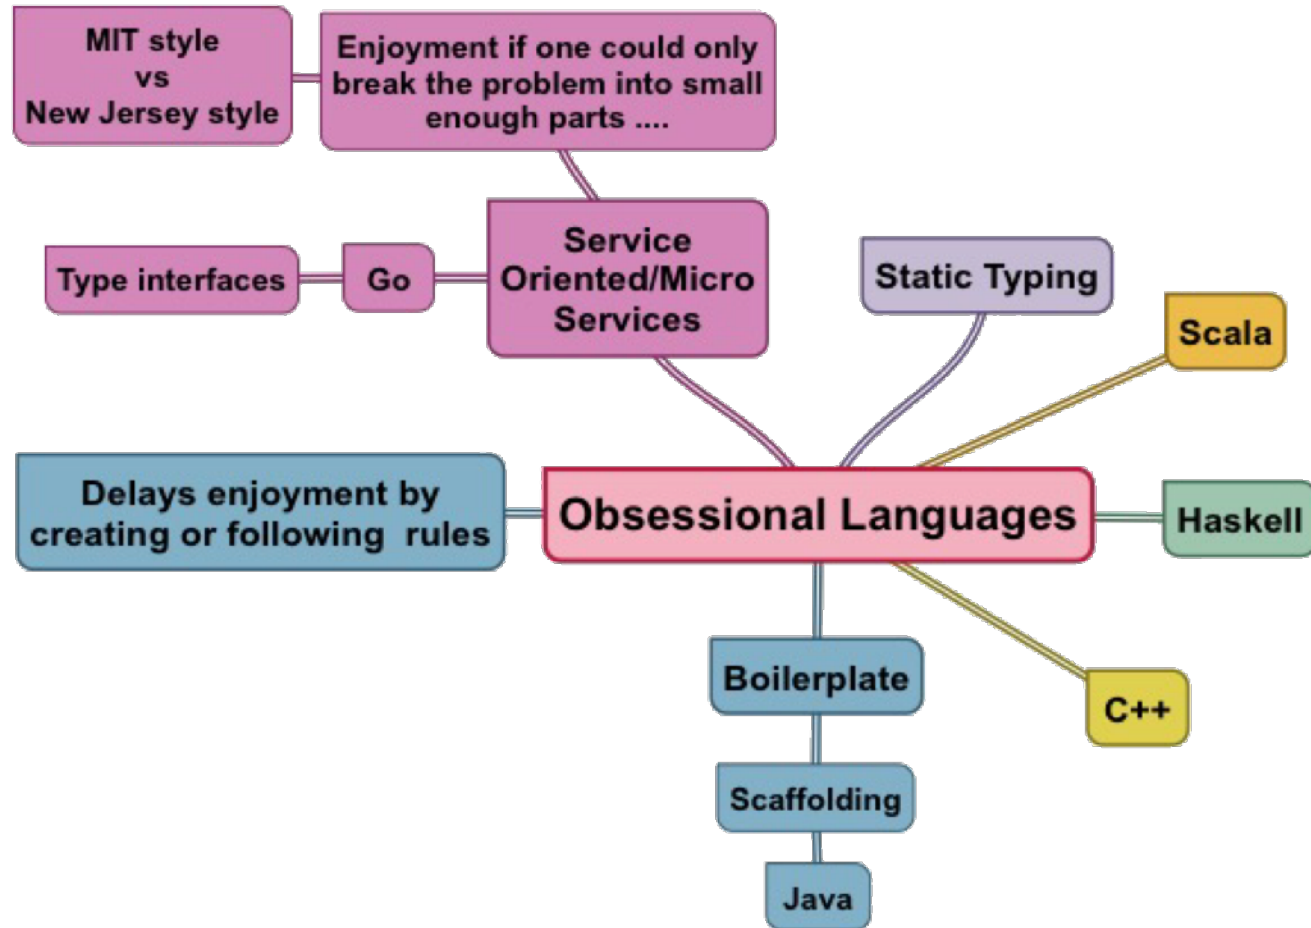 MIT style
vs
New Jersey style
Enjoyment if one could only
break the problem into small
enough parts ....
Type interfaces
Go
Service
Oriented/Micro
Services
Static Typing
Scala
Delays enjoyment by
creating or following rules
Obsessional Languages
Haskell
Boilerplate
C++
Scaffolding
Java